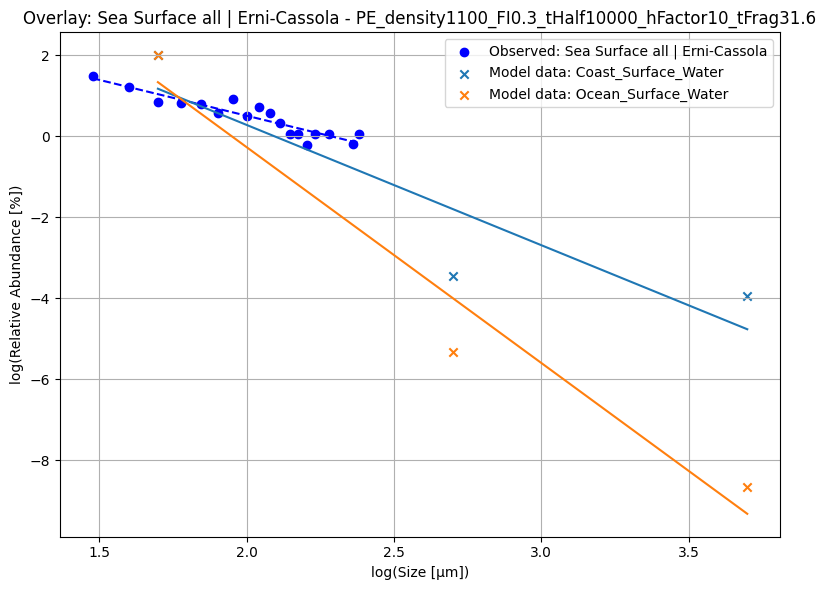 Overlay: Sea Surface all | Erni-Cassola - PE_density1100_FI0.3_tHalf10000_hFactor10_tFrag31.6
Observed: Sea Surface all | Erni-Cassola
Model data: Coast_Surface_Water
Model data: Ocean_Surface_Water
log(Relative Abundance [%])
2
0
−2
−4
−6
−8
1.5 2.0 2.5 3.0 3.5
log(Size [μm])